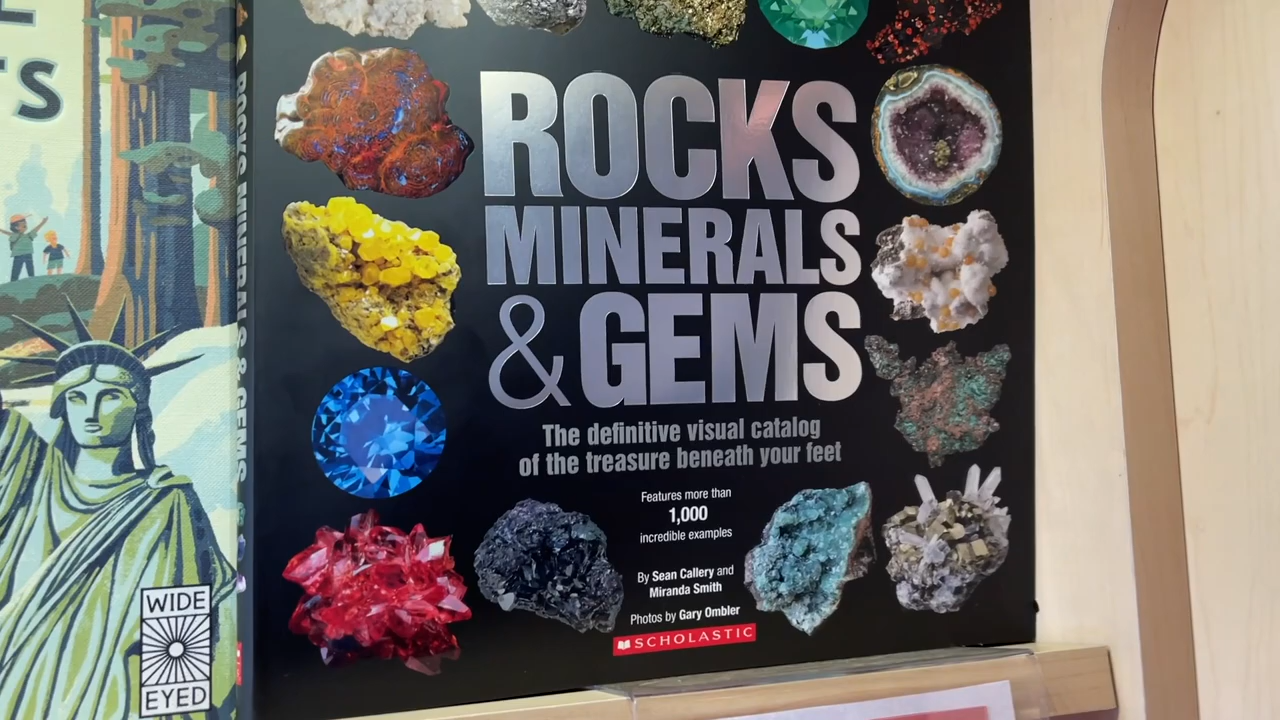 TS
WIDE
EYED
ROCKS MINERALS & GEMS
ROCKS
MINERALS
& GEMS
The definitive visual catalog
of the treasure beneath your feet
Features more than
1,000
incredible examples
By Sean Callery and
Miranda Smith
Photos by Gary Ombler
SCHOLASTIC